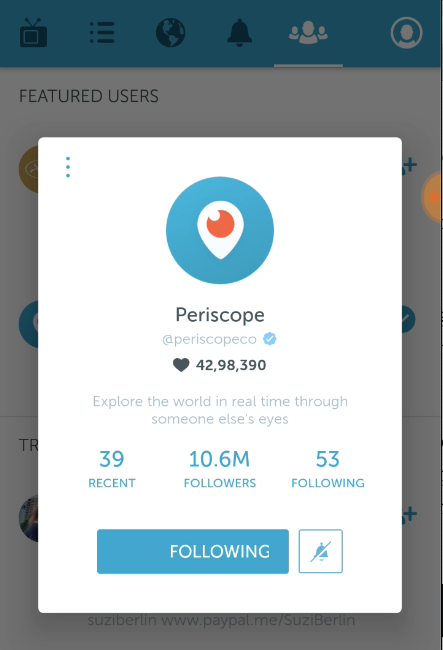 FEATURED USERS
Periscope
@periscopeco
42,98,390
Explore the world in real time through
someone else's eyes
39 10.6M 53
RECENT FOLLOWERS FOLLOWING
TR
FOLLOWING
suziberlin www.paypal.me/SuziBerlin